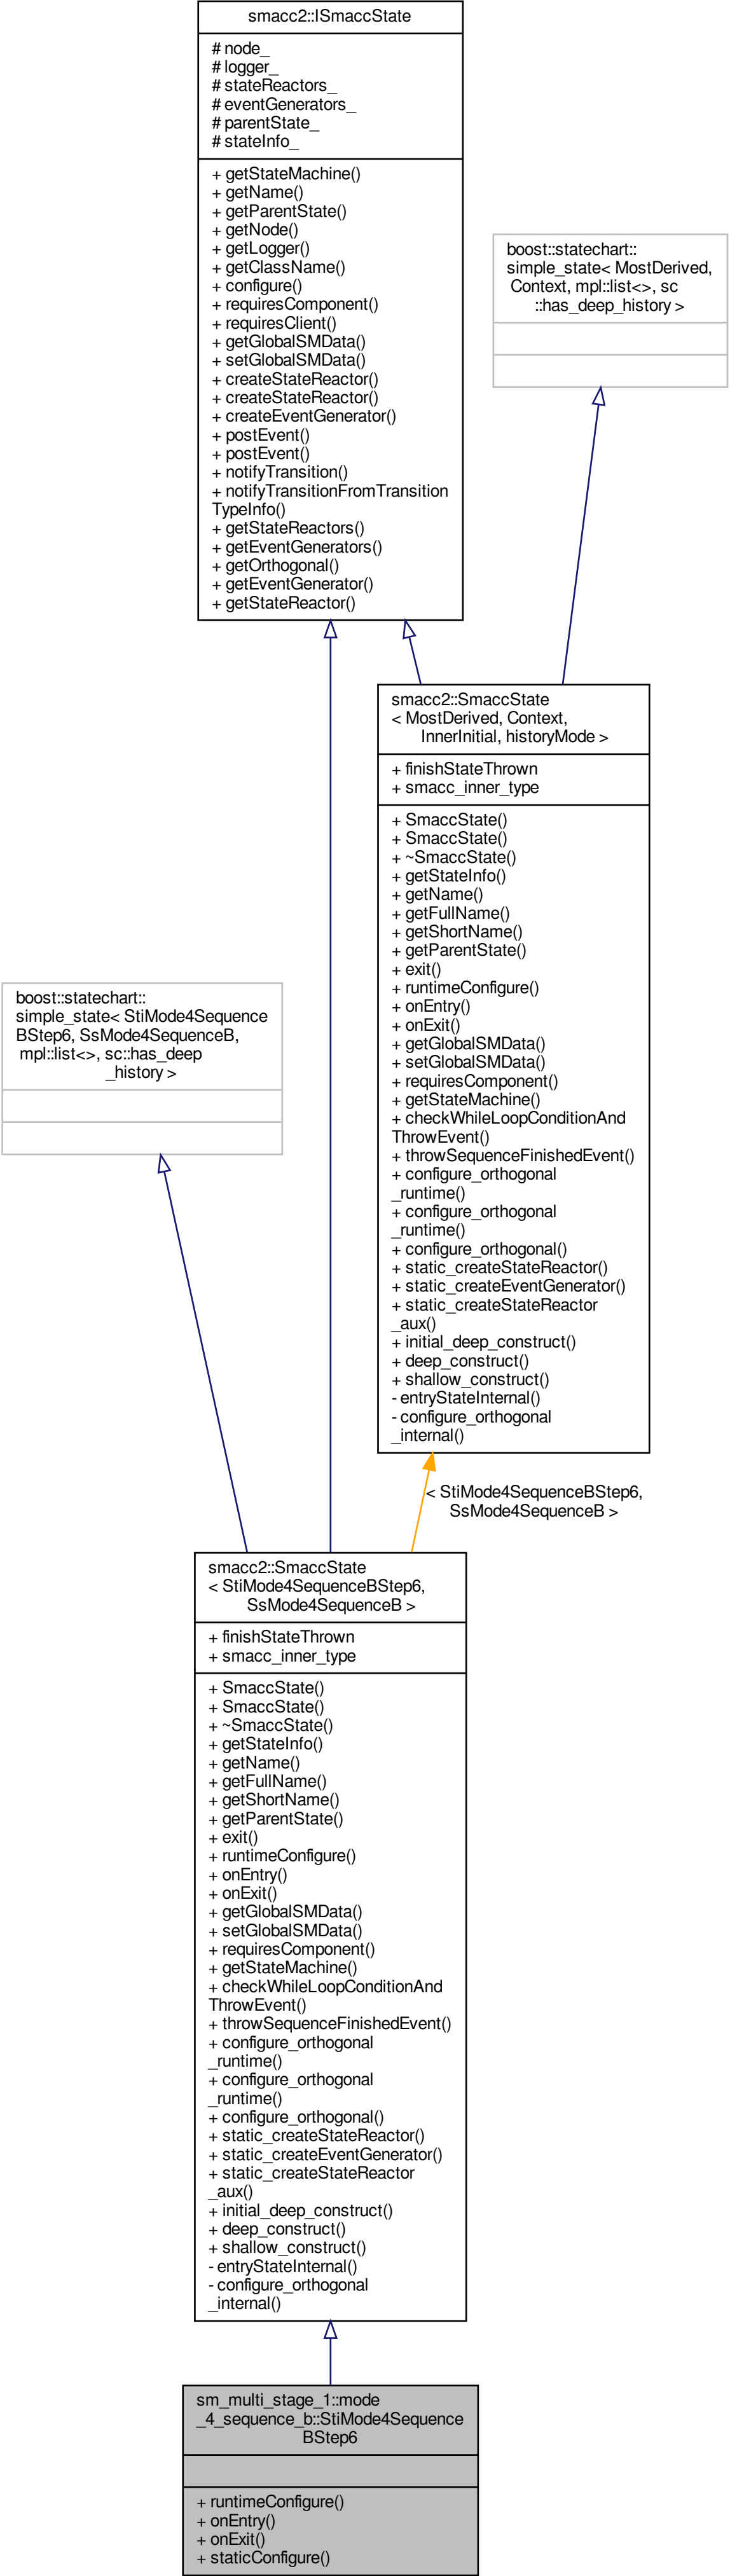 smacc2::ISmaccState
# node_
# logger_
# stateReactors_
# eventGenerators_
# parentState_
# stateInfo_
+ getStateMachine()
+ getName()
+ getParentState()
+ getNode()
+ getLogger()
+ getClassName()
+ configure()
+ requiresComponent()
+ requiresClient()
+ getGlobalSMData()
+ setGlobalSMData()
+ createStateReactor()
+ createStateReactor()
+ createEventGenerator()
+ postEvent()
+ postEvent()
+ notifyTransition()
+ notifyTransitionFromTransition
TypeInfo()
+ getStateReactors()
+ getEventGenerators()
+ getOrthogonal()
+ getEventGenerator()
+ getStateReactor()
boost::statechart::
simple_state< MostDerived,
Context, mpl::list<>, sc
::has_deep_history >
smacc2::SmaccState
< MostDerived, Context,
InnerInitial, historyMode >
+ finishStateThrown
+ smacc_inner_type
+ SmaccState()
+ SmaccState()
+ ~SmaccState()
+ getStateInfo()
+ getName()
+ getFullName()
+ getShortName()
+ getParentState()
+ exit()
+ runtimeConfigure()
+ onEntry()
+ onExit()
+ getGlobalSMData()
+ setGlobalSMData()
+ requiresComponent()
+ getStateMachine()
+ checkWhileLoopConditionAnd
ThrowEvent()
+ throwSequenceFinishedEvent()
+ configure_orthogonal
_runtime()
+ configure_orthogonal
_runtime()
+ configure_orthogonal()
+ static_createStateReactor()
+ static_createEventGenerator()
+ static_createStateReactor
_aux()
+ initial_deep_construct()
+ deep_construct()
+ shallow_construct()
- entryStateInternal()
- configure_orthogonal
_internal()
boost::statechart::
simple_state< StiMode4Sequence
BStep6, SsMode4SequenceB,
mpl::list<>, sc::has_deep
_history >
< StiMode4SequenceBStep6,
SsMode4SequenceB >
smacc2::SmaccState
< StiMode4SequenceBStep6,
SsMode4SequenceB >
+ finishStateThrown
+ smacc_inner_type
+ SmaccState()
+ SmaccState()
+ ~SmaccState()
+ getStateInfo()
+ getName()
+ getFullName()
+ getShortName()
+ getParentState()
+ exit()
+ runtimeConfigure()
+ onEntry()
+ onExit()
+ getGlobalSMData()
+ setGlobalSMData()
+ requiresComponent()
+ getStateMachine()
+ checkWhileLoopConditionAnd
ThrowEvent()
+ throwSequenceFinishedEvent()
+ configure_orthogonal
_runtime()
+ configure_orthogonal
_runtime()
+ configure_orthogonal()
+ static_createStateReactor()
+ static_createEventGenerator()
+ static_createStateReactor
_aux()
+ initial_deep_construct()
+ deep_construct()
+ shallow_construct()
- entryStateInternal()
- configure_orthogonal
_internal()
sm_multi_stage_1::mode
_4_sequence_b::StiMode4Sequence
BStep6
+ runtimeConfigure()
+ onEntry()
+ onExit()
+ staticConfigure()